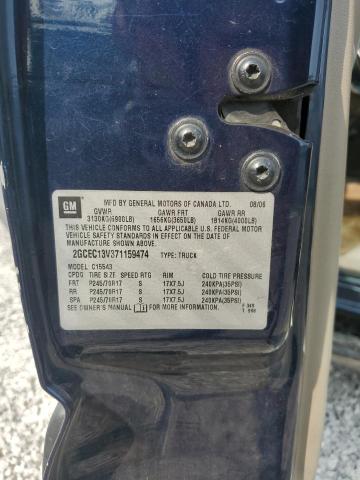 GM
MFD BY GENERAL MOTORS OF CANADA LTD. 08/06
GVWR GAWR FRT GAWR RR
3130KG(6900LB) 1656KG(3650LB) 1814KG(4000LB)
THIS VEHICLE CONFORMS TO ALL APPLICABLE U.S. FEDERAL MOTOR
VEHICLE SAFETY STANDARDS IN EFFECT ON THE DATE OF
MANUFACTURE SHOWN ABOVE.
2GCEC13V371159474 TYPE: TRUCK
MODEL: C15543
CPDG TIRE SIZE SPEED RTG RIM COLD TIRE PRESSURE
FRT P245/70R17 S 17X7.5J 240KPA(35PSI)
RR P245/70R17 S 17X7.5J 240KPA(35PSI)
SPA P245/70R17 S 17X7.5J 240KPA(35PSI)
SEE OWNER'S MANUAL FOR MORE INFORMATION.